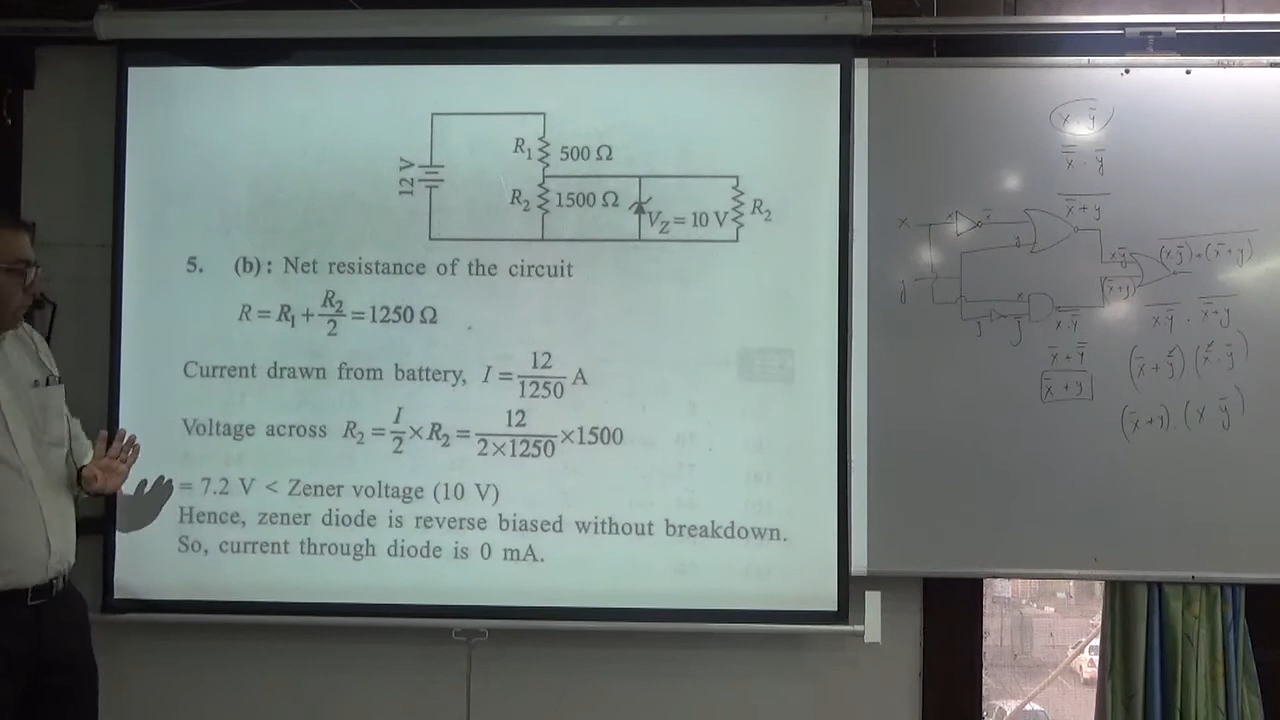 12 V
R₁ 500 Ω
R₂ 1500 Ω
V_Z = 10 V
R₂
5. (b) : Net resistance of the circuit
R = R₁ + R₂/2 = 1250 Ω
Current drawn from battery, I = 12/1250 A
Voltage across R₂ = I/2 × R₂ = 12/(2×1250) × 1500
= 7.2 V < Zener voltage (10 V)
Hence, zener diode is reverse biased without breakdown.
So, current through diode is 0 mA.
x . ȳ
x̿ . ȳ
x̄ + y